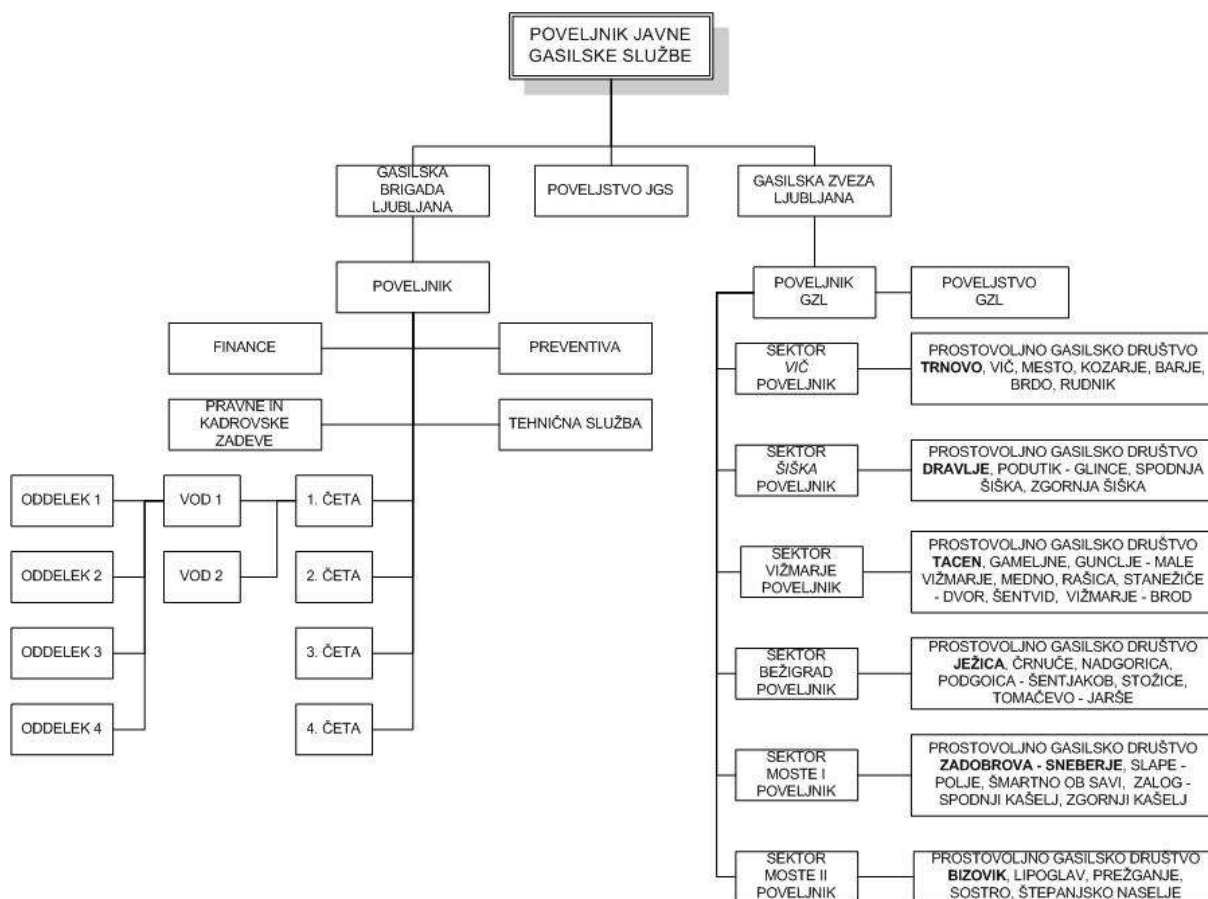 POVELJNIK JAVNE
GASILSKE SLUŽBE
GASILSKA
BRIGADA
LJUBLJANA
POVELJSTVO JGS
GASILSKA ZVEZA
LJUBLJANA
POVELJNIK
POVELJNIK
GZL
POVELJSTVO
GZL
FINANCE
PREVENTIVA
PRAVNE IN
KADROVSKE
ZADEVE
TEHNIČNA SLUŽBA
ODDELEK 1
VOD 1
1. ČETA
ODDELEK 2
VOD 2
2. ČETA
ODDELEK 3
3. ČETA
ODDELEK 4
4. ČETA
SEKTOR
VIČ
POVELJNIK
PROSTOVOLJNO GASILSKO DRUŠTVO
TRNOVO, VIČ, MESTO, KOZARJE, BARJE,
BRDO, RUDNIK
SEKTOR
ŠIŠKA
POVELJNIK
PROSTOVOLJNO GASILSKO DRUŠTVO
DRAVLJE, PODUTIK - GLINCE, SPODNJA
ŠIŠKA, ZGORNJA ŠIŠKA
SEKTOR
VIŽMARJE
POVELJNIK
PROSTOVOLJNO GASILSKO DRUŠTVO
TACEN, GAMELJNE, GUNCLJE - MALE
VIŽMARJE, MEDNO, RAŠICA, STANEŽIČE
- DVOR, ŠENTVID, VIŽMARJE - BROD
SEKTOR
BEŽIGRAD
POVELJNIK
PROSTOVOLJNO GASILSKO DRUŠTVO
JEŽICA, ČRNUČE, NADGORICA,
PODGOICA - ŠENTJAKOB, STOŽICE,
TOMAČEVO - JARŠE
SEKTOR
MOSTE I
POVELJNIK
PROSTOVOLJNO GASILSKO DRUŠTVO
ZADOBROVA - SNEBERJE, SLAPE -
POLJE, ŠMARTNO OB SAVI, ZALOG -
SPODNJI KAŠELJ, ZGORNJI KAŠELJ
SEKTOR
MOSTE II
POVELJNIK
PROSTOVOLJNO GASILSKO DRUŠTVO
BIZOVIK, LIPOGLAV, PREŽGANJE,
SOSTRO, ŠTEPANJSKO NASELJE